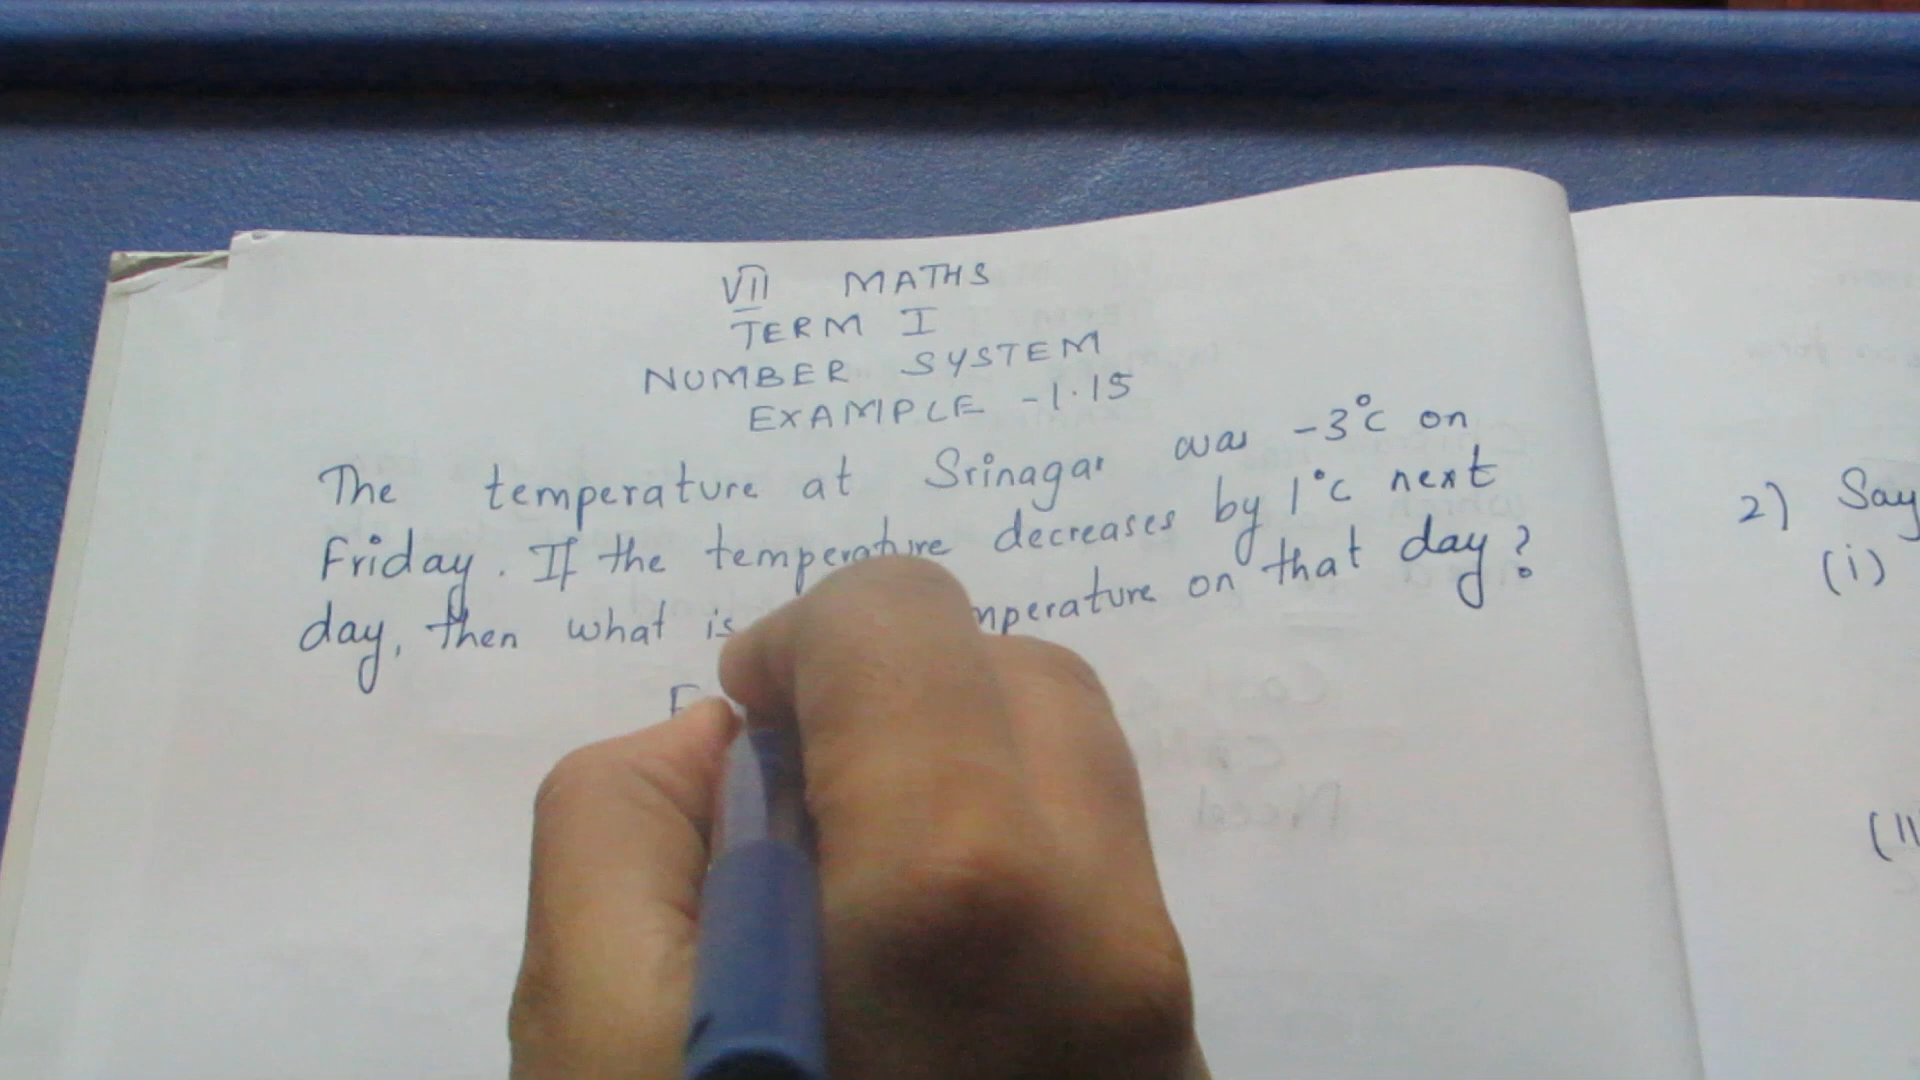 VII MATHS
TERM I
NUMBER SYSTEM
EXAMPLE - 1.15
The temperature at Srinagar was -3°C on
Friday. If the temperature decreases by 1°C next
day, then what is mperature on that day?
F
2) Say
(i)
(ii